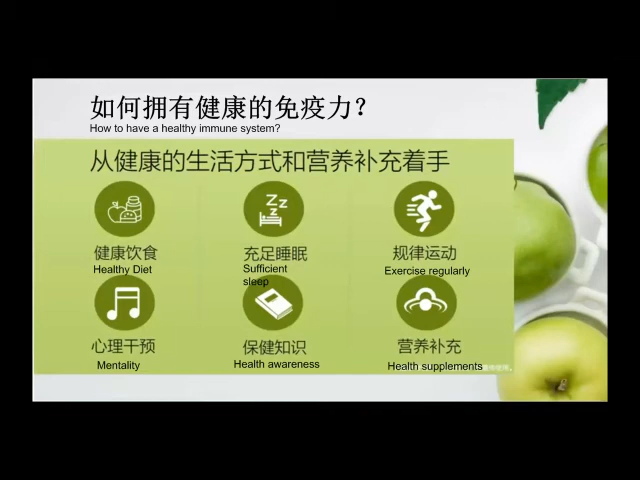 如何拥有健康的免疫力？
How to have a healthy immune system?
从健康的生活方式和营养补充着手
健康饮食
Healthy Diet
充足睡眠
Sufficient
sleep
规律运动
Exercise regularly
心理干预
Mentality
保健知识
Health awareness
营养补充
Health supplements